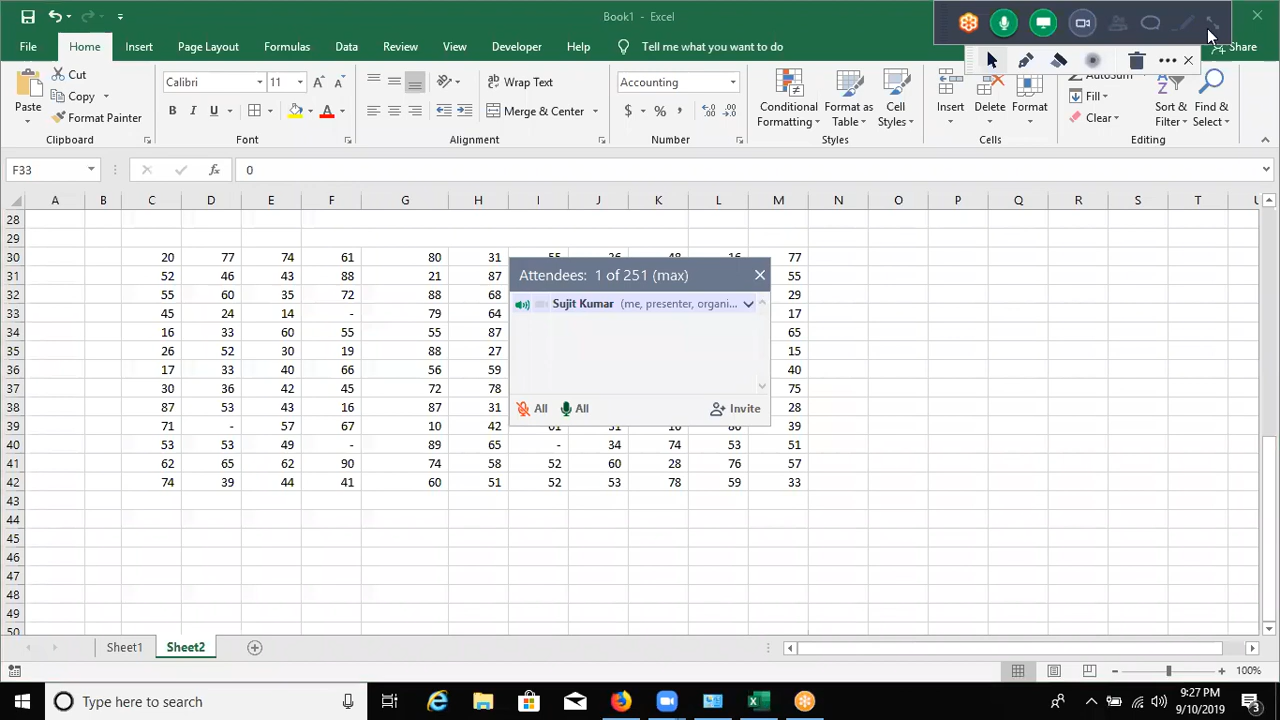 Book1 - Excel
File Home Insert Page Layout Formulas Data Review View Developer Help Tell me what you want to do Share
Paste Cut Copy Format Painter Clipboard
Calibri 11 B I U Font
Wrap Text Merge & Center Alignment
Accounting $ % Number
Conditional Formatting Format as Table Cell Styles Styles
Insert Delete Format Cells
Fill Clear Sort & Filter Find & Select Editing
F33 fx 0
A B C D E F G H I J K L M N O P Q R S T
28
29
30 20 77 74 61 80 31 77
31 52 46 43 88 21 87 55
32 55 60 35 72 88 68 29
33 45 24 14 - 79 64 17
34 16 33 60 55 55 87 65
35 26 52 30 19 88 27 15
36 17 33 40 66 56 59 40
37 30 36 42 45 72 78 75
38 87 53 43 16 87 31 28
39 71 - 57 67 10 42 39
40 53 53 49 - 89 65 - 34 74 53 51
41 62 65 62 90 74 58 52 60 28 76 57
42 74 39 44 41 60 51 52 53 78 59 33
43
44
45
46
47
48
49
50
Attendees: 1 of 251 (max)
Sujit Kumar (me, presenter, organi...
All All Invite
Sheet1 Sheet2
100%
Type here to search
9:27 PM
9/10/2019
3